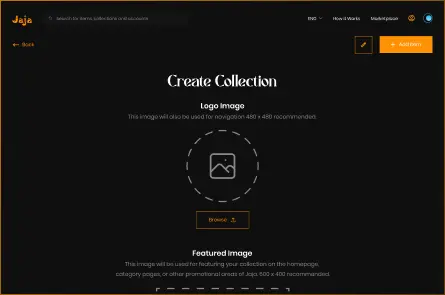 Jaja
Search for items, collections and accounts
ENG
How it Works
Marketplace
Back
Add Item
Create Collection
Logo Image
This image will also be used for navigation 480 x 480 recommended.
Browse
Featured Image
This image will be used for featuring your collection on the homepage,
category pages, or other promotional areas of Jaja. 600 x 400 recommended.